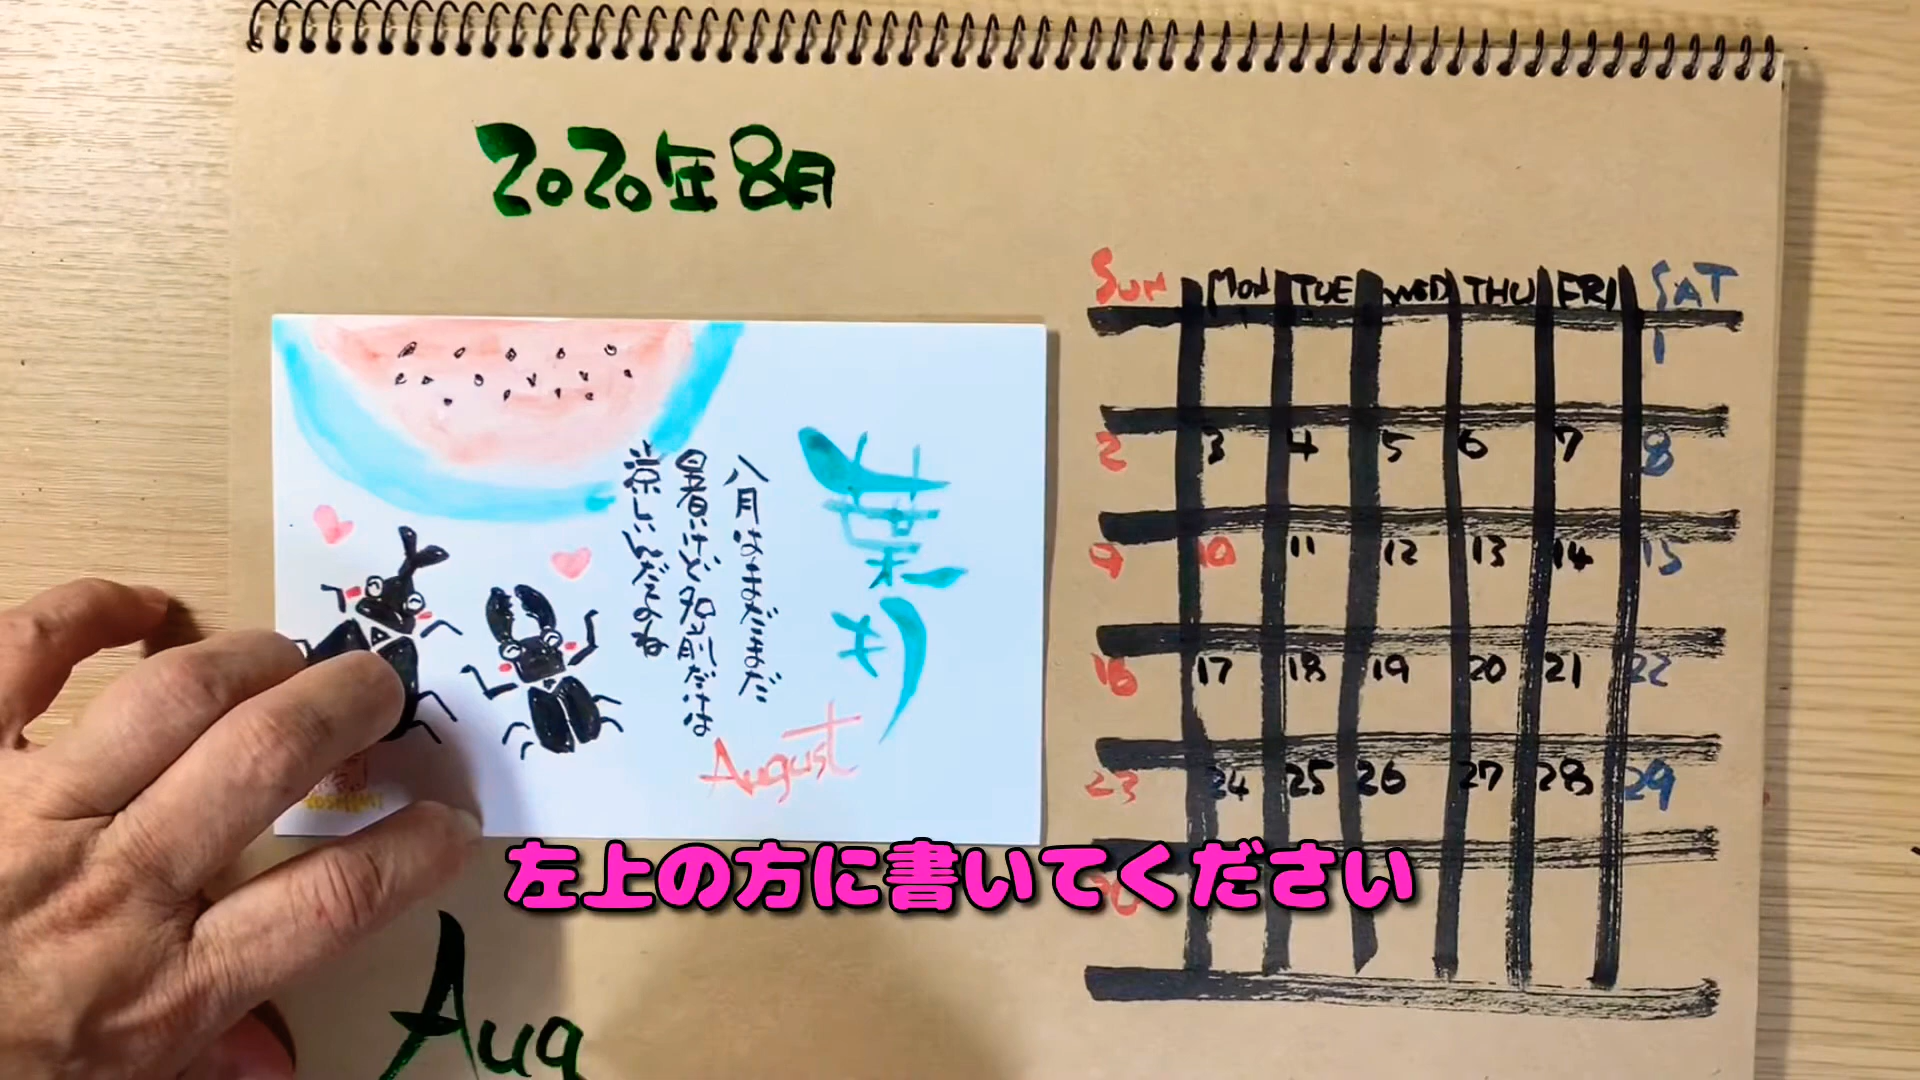 2020年8月
SUN MON TUE WED THU FRI SAT
1
2 3 4 5 6 7 8
9 10 11 12 13 14 15
16 17 18 19 20 21 22
23 24 25 26 27 28 29
30
葉月
八月はまだまだ
暑いけど名前だけは
涼しいんだよね
August
左上の方に書いてください
Aug